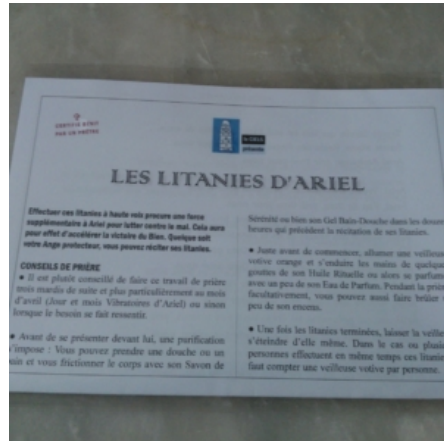 CERTIFIÉ BÉNIT
PAR UN PRÊTRE
présente
LES LITANIES D'ARIEL
Effectuer ces litanies à haute voix procure une force
supplémentaire à Ariel pour lutter contre le mal. Cela aura
pour effet d'accélérer la victoire du Bien. Quelque soit
votre Ange protecteur, vous pouvez réciter ses litanies.
CONSEILS DE PRIÈRE
• Il est plutôt conseillé de faire ce travail de prière
trois mardis de suite et plus particulièrement au mois
d'avril (Jour et mois Vibratoires d'Ariel) ou sinon
lorsque le besoin se fait ressentir.
• Avant de se présenter devant lui, une purification
s'impose : Vous pouvez prendre une douche ou un
bain et vous frictionner le corps avec son Savon de
Sérénité ou bien son Gel Bain-Douche dans les douze
heures qui précèdent la récitation de ses litanies.
• Juste avant de commencer, allumer une veilleuse
votive orange et s'enduire les mains de quelques
gouttes de son Huile Rituelle ou alors se parfumer
avec un peu de son Eau de Parfum. Pendant la prière
facultativement, vous pouvez aussi faire brûler
peu de son encens.
• Une fois les litanies terminées, laisser la veilleuse
s'éteindre d'elle même. Dans le cas ou plusieurs
personnes effectuent en même temps ces litanies
faut compter une veilleuse votive par personne.